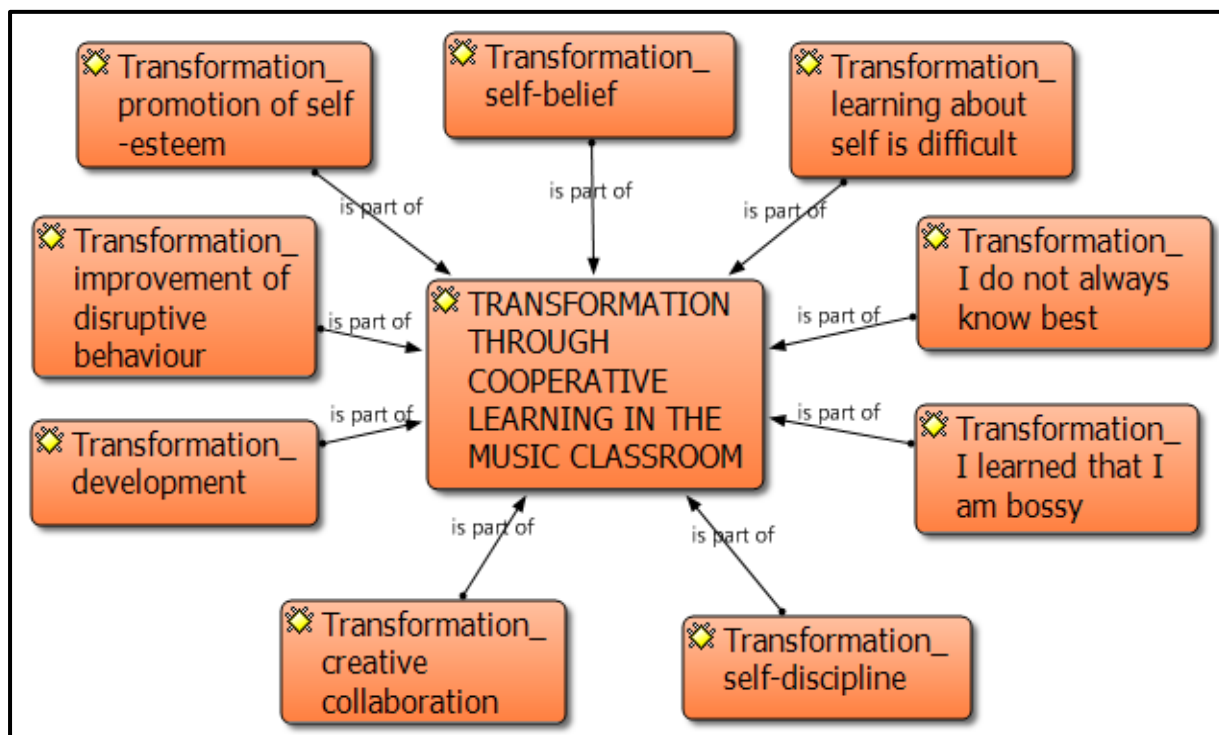 Transformation_
promotion of self
-esteem
Transformation_
self-belief
Transformation_
learning about
self is difficult
is part of
is part of
is part of
Transformation_
improvement of
disruptive
behaviour
is part of
TRANSFORMATION
THROUGH
COOPERATIVE
LEARNING IN THE
MUSIC CLASSROOM
is part of
Transformation_
I do not always
know best
Transformation_
development
is part of
is part of
Transformation_
I learned that I
am bossy
is part of
is part of
Transformation_
creative
collaboration
Transformation_
self-discipline